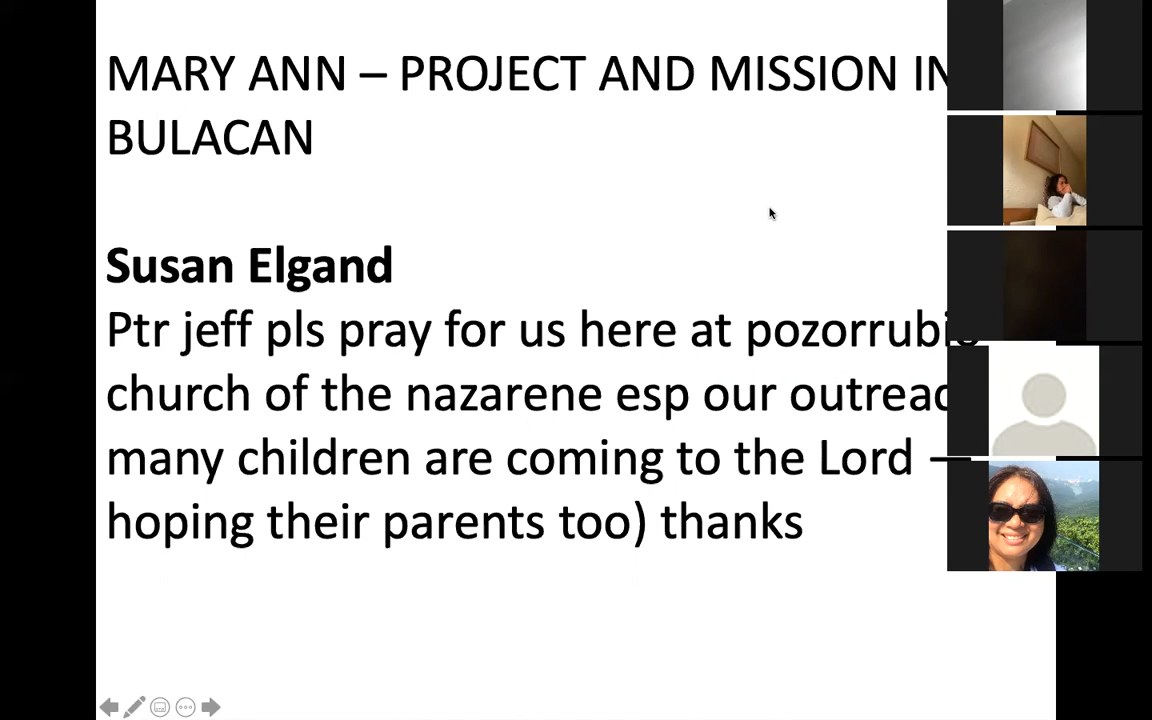 MARY ANN – PROJECT AND MISSION IN
BULACAN
Susan Elgand
Ptr jeff pls pray for us here at pozorrubio
church of the nazarene esp our outreac
many children are coming to the Lord –
hoping their parents too) thanks